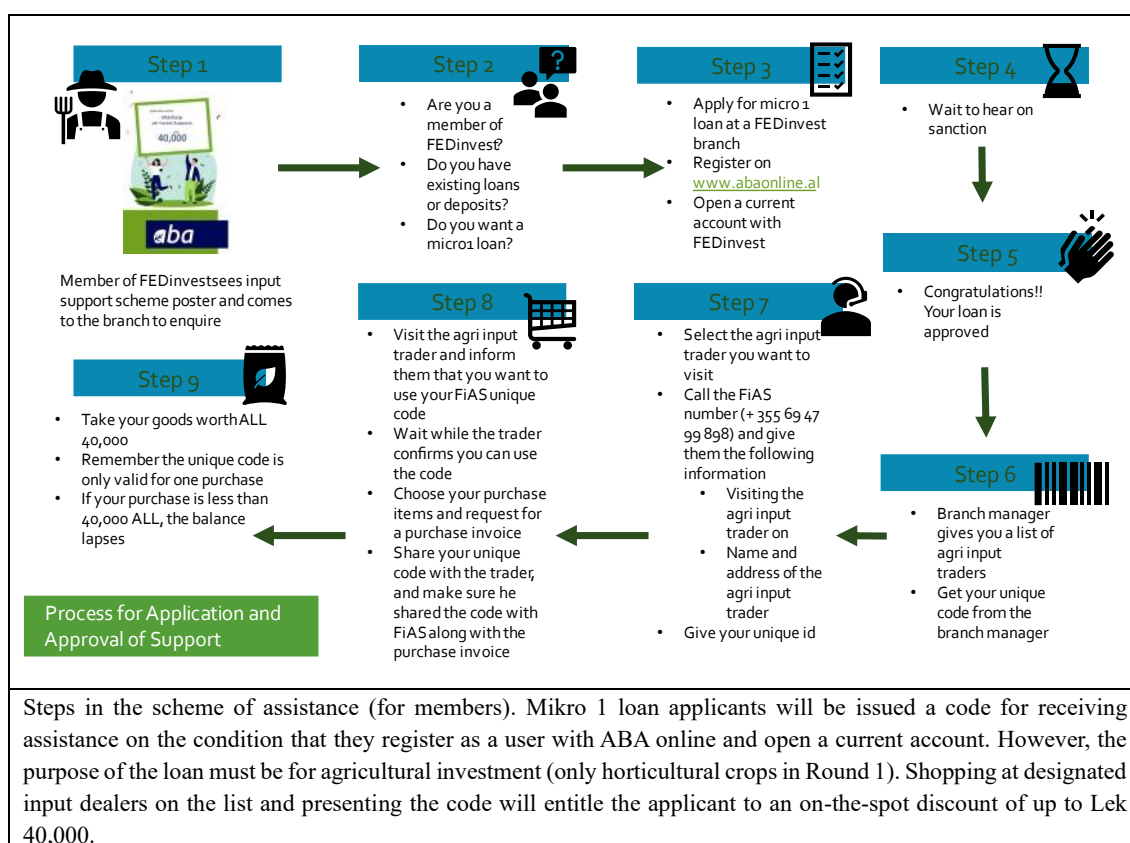 Step 1
40,000
aba
Member of FEDinvestsees input
support scheme poster and comes
to the branch to enquire
Step 2
?
• Are you a
member of
FEDinvest?
• Do you have
existing loans
or deposits?
• Do you want a
micro1 loan?
Step 3
• Apply for micro 1
loan at a FEDinvest
branch
• Register on
www.abaonline.al
• Open a current
account with
FEDinvest
Step 4
• Wait to hear on
sanction
Step 5
• Congratulations!!
Your loan is
approved
Step 6
• Branch manager
gives you a list of
agri input
traders
• Get your unique
code from the
branch manager
Step 7
• Select the agri input
trader you want to
visit
• Call the FiAS
number (+ 355 69 47
99 898) and give
them the following
information
• Visiting the
agri input
trader on
• Name and
address of the
agri input
trader
• Give your unique id
Step 8
• Visit the agri input
trader and inform
them that you want to
use your FiAS unique
code
• Wait while the trader
confirms you can use
the code
• Choose your purchase
items and request for
a purchase invoice
• Share your unique
code with the trader,
and make sure he
shared the code with
FiAS along with the
purchase invoice
Step 9
• Take your goods worth ALL
40,000
• Remember the unique code is
only valid for one purchase
• If your purchase is less than
40,000 ALL, the balance
lapses
Process for Application and
Approval of Support
Steps in the scheme of assistance (for members). Mikro 1 loan applicants will be issued a code for receiving
assistance on the condition that they register as a user with ABA online and open a current account. However, the
purpose of the loan must be for agricultural investment (only horticultural crops in Round 1). Shopping at designated
input dealers on the list and presenting the code will entitle the applicant to an on-the-spot discount of up to Lek
40,000.